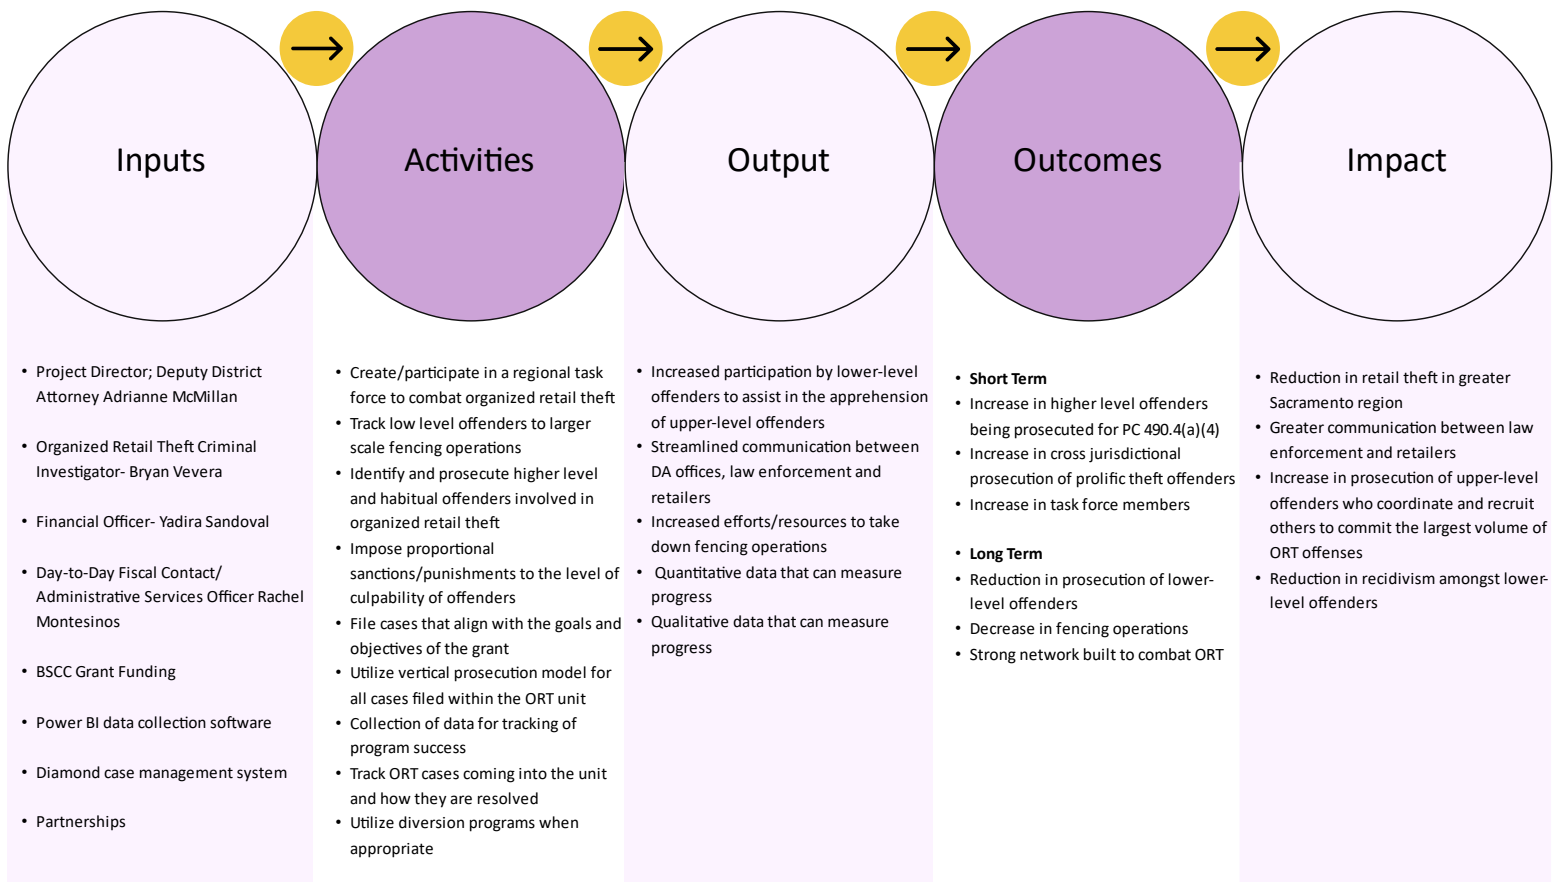 Inputs
Activities
Output
Outcomes
Impact
• Project Director; Deputy District
Attorney Adrianne McMillan
• Organized Retail Theft Criminal
Investigator- Bryan Vevera
• Financial Officer- Yadira Sandoval
• Day-to-Day Fiscal Contact/
Administrative Services Officer Rachel
Montesinos
• BSCC Grant Funding
• Power BI data collection software
• Diamond case management system
• Partnerships
• Create/participate in a regional task
force to combat organized retail theft
• Track low level offenders to larger
scale fencing operations
• Identify and prosecute higher level
and habitual offenders involved in
organized retail theft
• Impose proportional
sanctions/punishments to the level of
culpability of offenders
• File cases that align with the goals and
objectives of the grant
• Utilize vertical prosecution model for
all cases filed within the ORT unit
• Collection of data for tracking of
program success
• Track ORT cases coming into the unit
and how they are resolved
• Utilize diversion programs when
appropriate
• Increased participation by lower-level
offenders to assist in the apprehension
of upper-level offenders
• Streamlined communication between
DA offices, law enforcement and
retailers
• Increased efforts/resources to take
down fencing operations
• Quantitative data that can measure
progress
• Qualitative data that can measure
progress
• Short Term
• Increase in higher level offenders
being prosecuted for PC 490.4(a)(4)
• Increase in cross jurisdictional
prosecution of prolific theft offenders
• Increase in task force members
• Long Term
• Reduction in prosecution of lower-
level offenders
• Decrease in fencing operations
• Strong network built to combat ORT
• Reduction in retail theft in greater
Sacramento region
• Greater communication between law
enforcement and retailers
• Increase in prosecution of upper-level
offenders who coordinate and recruit
others to commit the largest volume of
ORT offenses
• Reduction in recidivism amongst lower-
level offenders